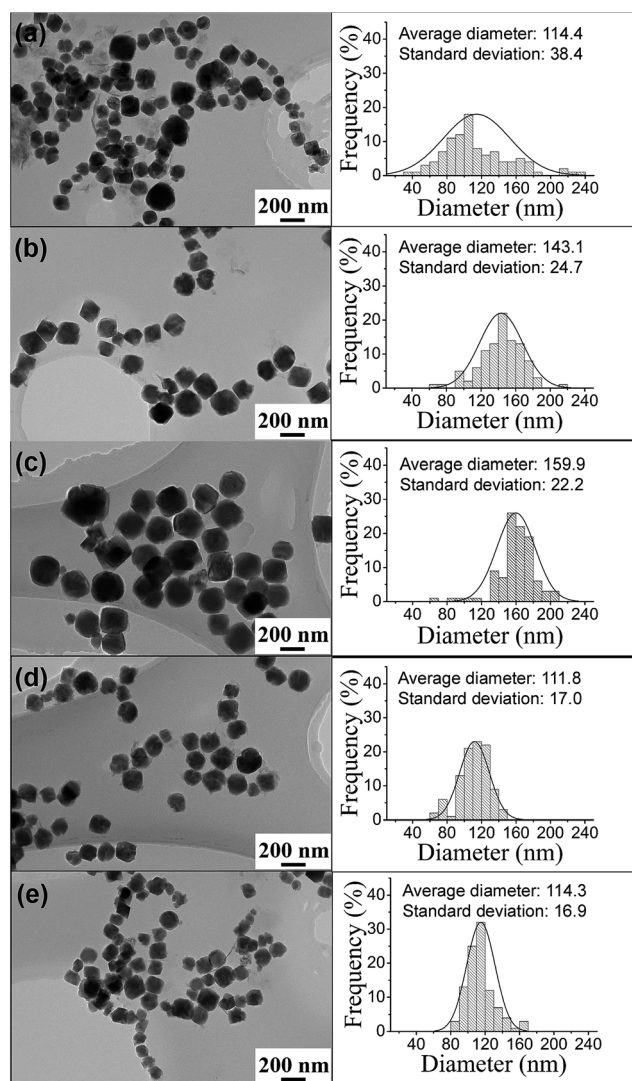 (a)
200 nm
Average diameter: 114.4
Standard deviation: 38.4
Frequency (%)
40
30
20
10
0
40 80 120 160 200 240
Diameter (nm)
(b)
200 nm
Average diameter: 143.1
Standard deviation: 24.7
Frequency (%)
40
30
20
10
0
40 80 120 160 200 240
Diameter (nm)
(c)
200 nm
Average diameter: 159.9
Standard deviation: 22.2
Frequency (%)
40
30
20
10
0
40 80 120 160 200 240
Diameter (nm)
(d)
200 nm
Average diameter: 111.8
Standard deviation: 17.0
Frequency (%)
40
30
20
10
0
40 80 120 160 200 240
Diameter (nm)
(e)
200 nm
Average diameter: 114.3
Standard deviation: 16.9
Frequency (%)
40
30
20
10
0
40 80 120 160 200 240
Diameter (nm)